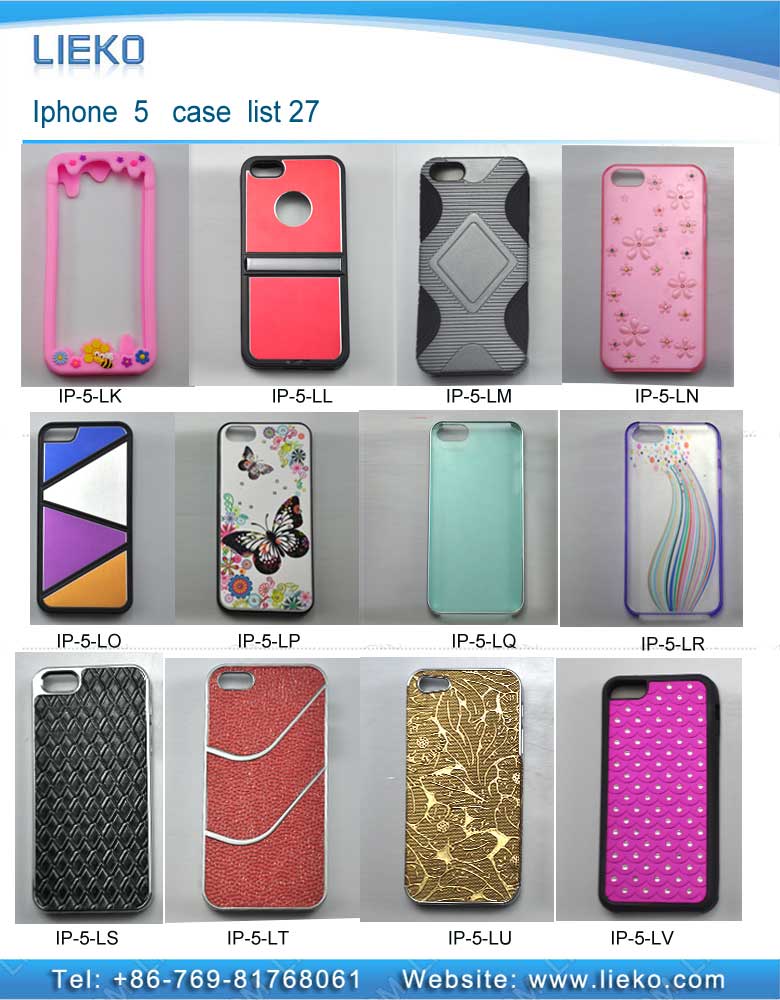 LIEKO
Iphone 5 case list 27
IP-5-LK IP-5-LL IP-5-LM IP-5-LN
IP-5-LO IP-5-LP IP-5-LQ IP-5-LR
IP-5-LS IP-5-LT IP-5-LU IP-5-LV
Tel: +86-769-81768061 Website: www.lieko.com